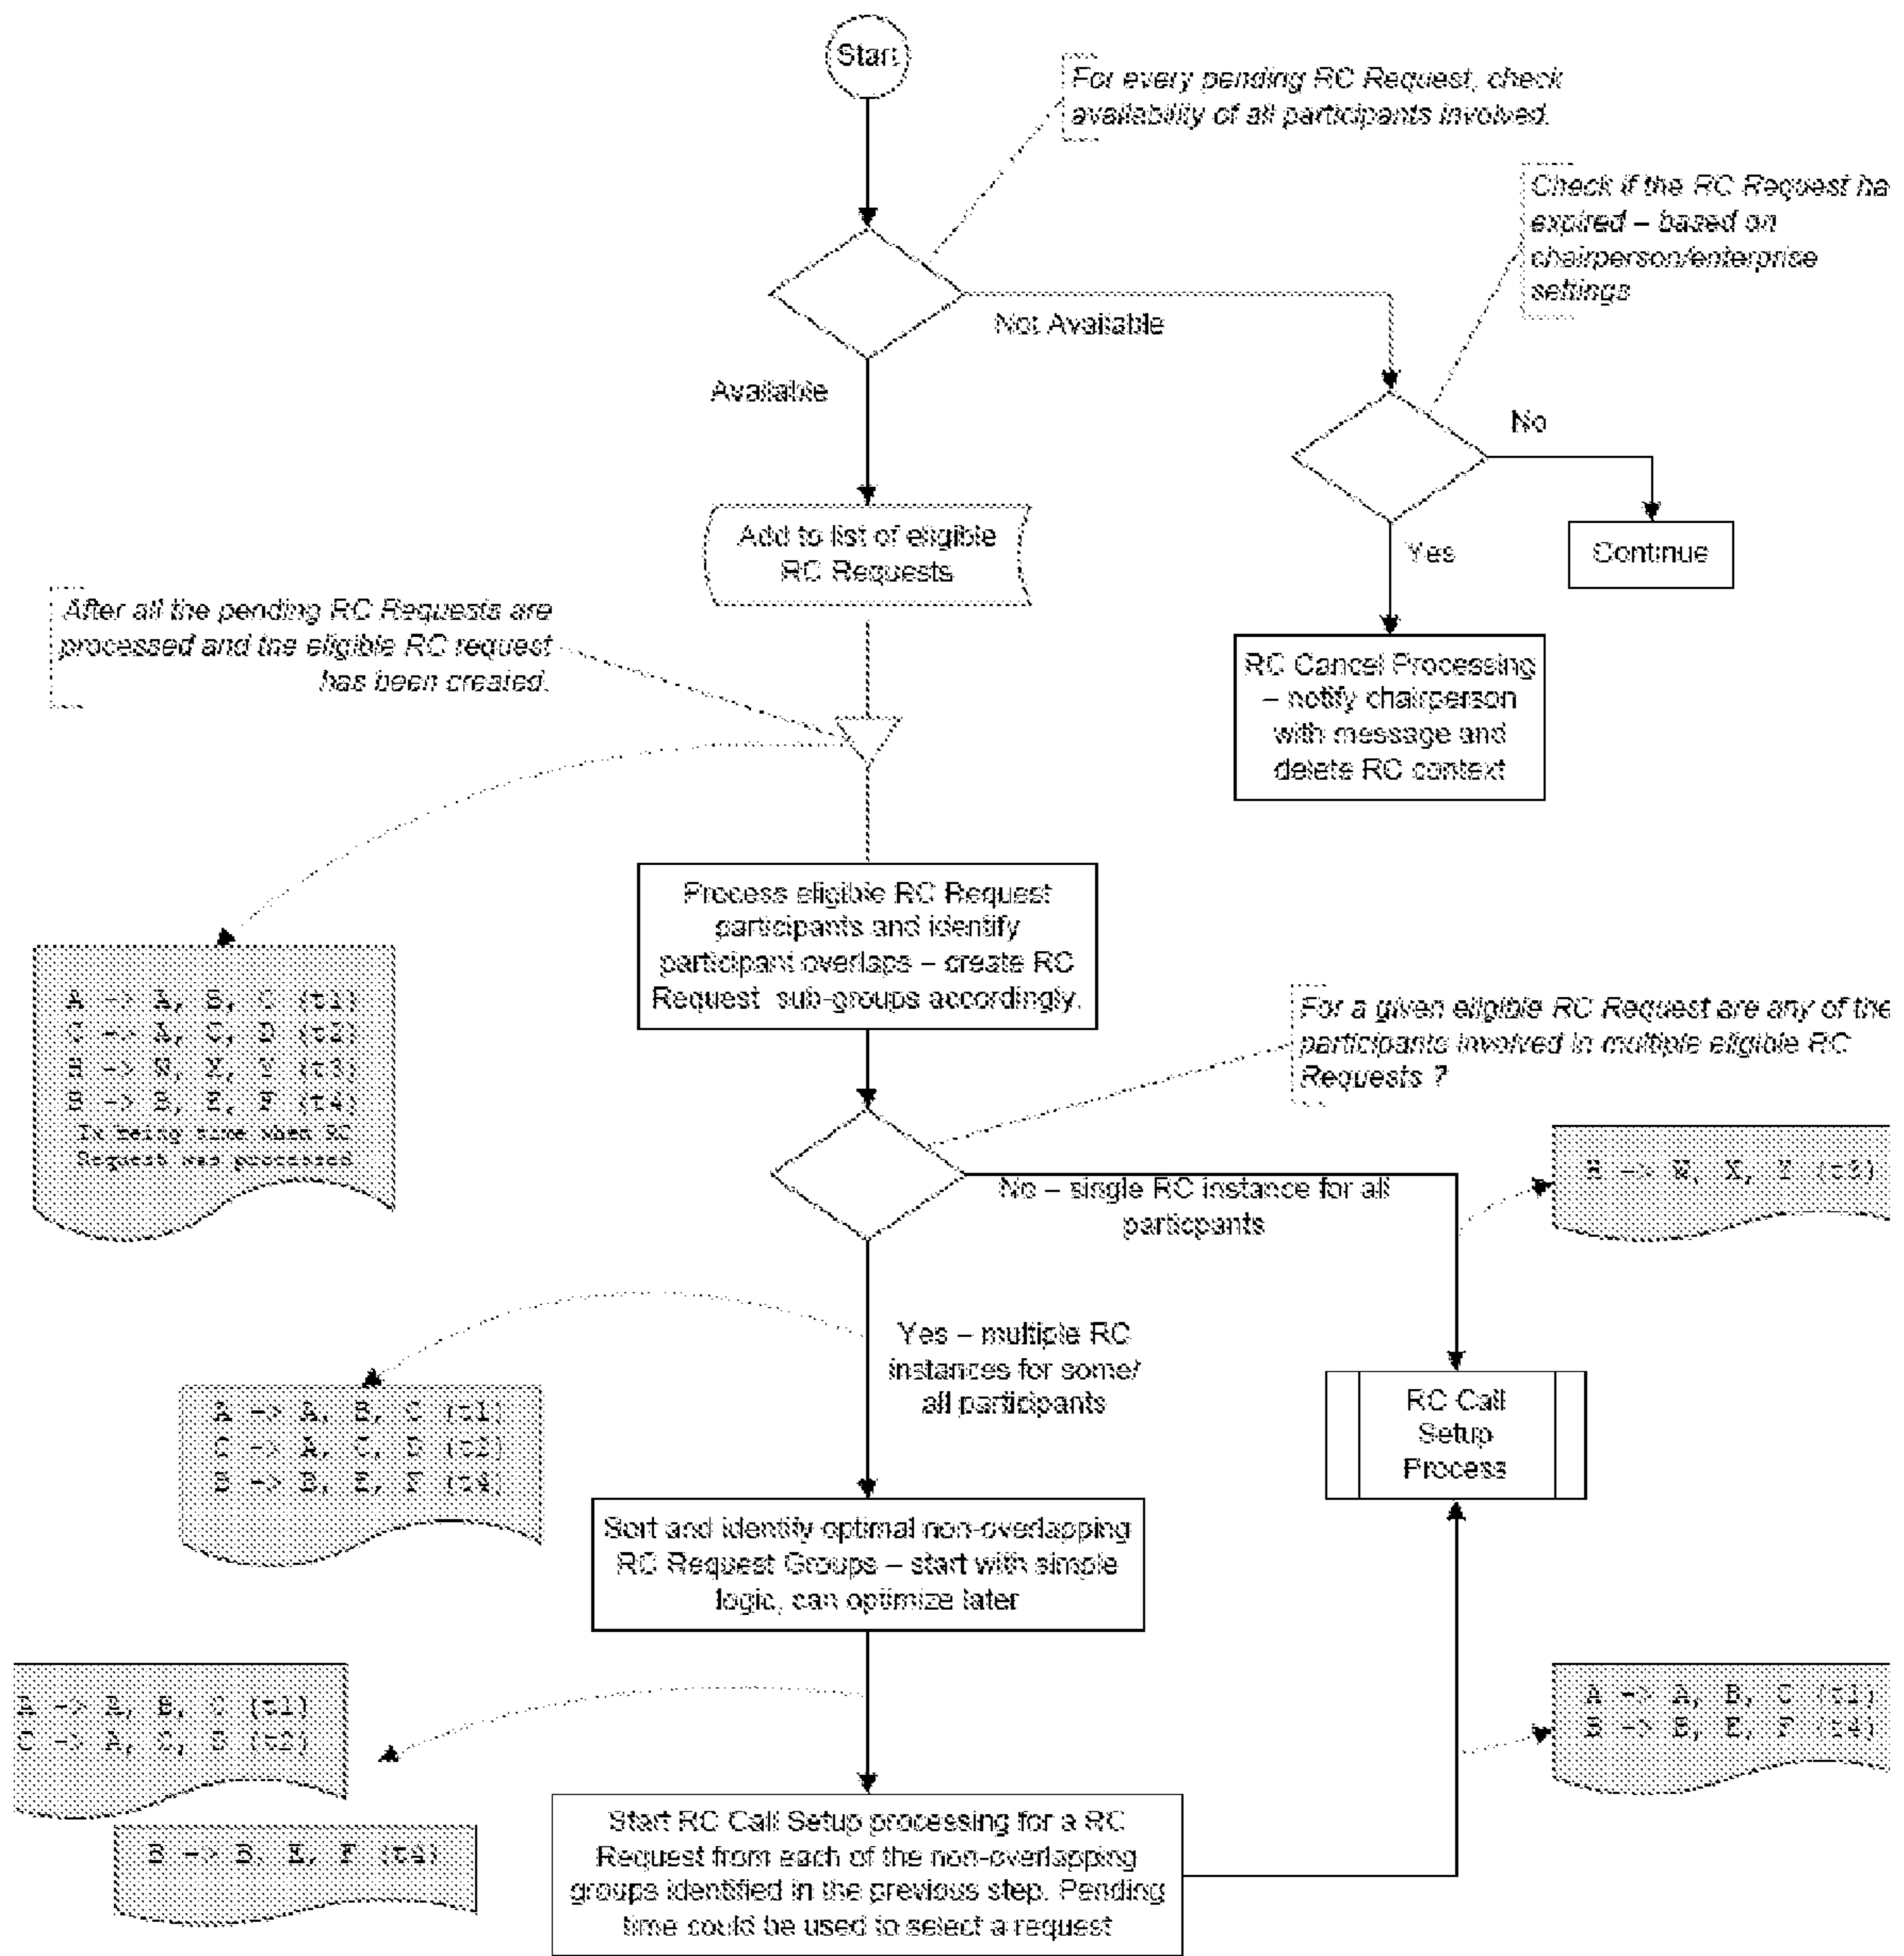 Start
For every pending RC Request, check
availability of all participants involved.
Check if the RC Request ha
expired – based on
chairperson/enterprise
settings
Not Available
Available
No
Yes
Continue
Add to list of eligible
RC Requests
After all the pending RC Requests are
processed and the eligible RC request
has been created.
RC Cancel Processing
– notify chairperson
with message and
delete RC context
Process eligible RC Request
participants and identify
participant overlaps – create RC
Request sub-groups accordingly.
A -> A, B, C (t1)
Request was processed
For a given eligible RC Request are any of the
participants involved in multiple eligible RC
Requests ?
No – single RC instance for all
particpants
Yes – multiple RC
instances for some/
all participants
A -> A, B, C (t1)
RC Call
Setup
Process
Sort and identify optimal non-overlapping
RC Request Groups – start with simple
logic, can optimize later
A -> A, B, C (t1)
A -> A, B, C (t1)
Start RC Call Setup processing for a RC
Request from each of the non-overlapping
groups identified in the previous step. Pending
time could be used to select a request